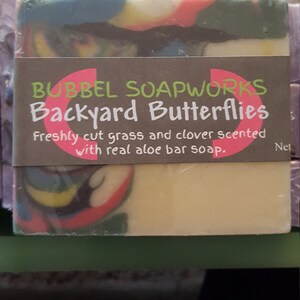 BUBBEL SOAPWORKS
Backyard Butterflies
Freshly cut grass and clover scented
with real aloe bar soap.
Net